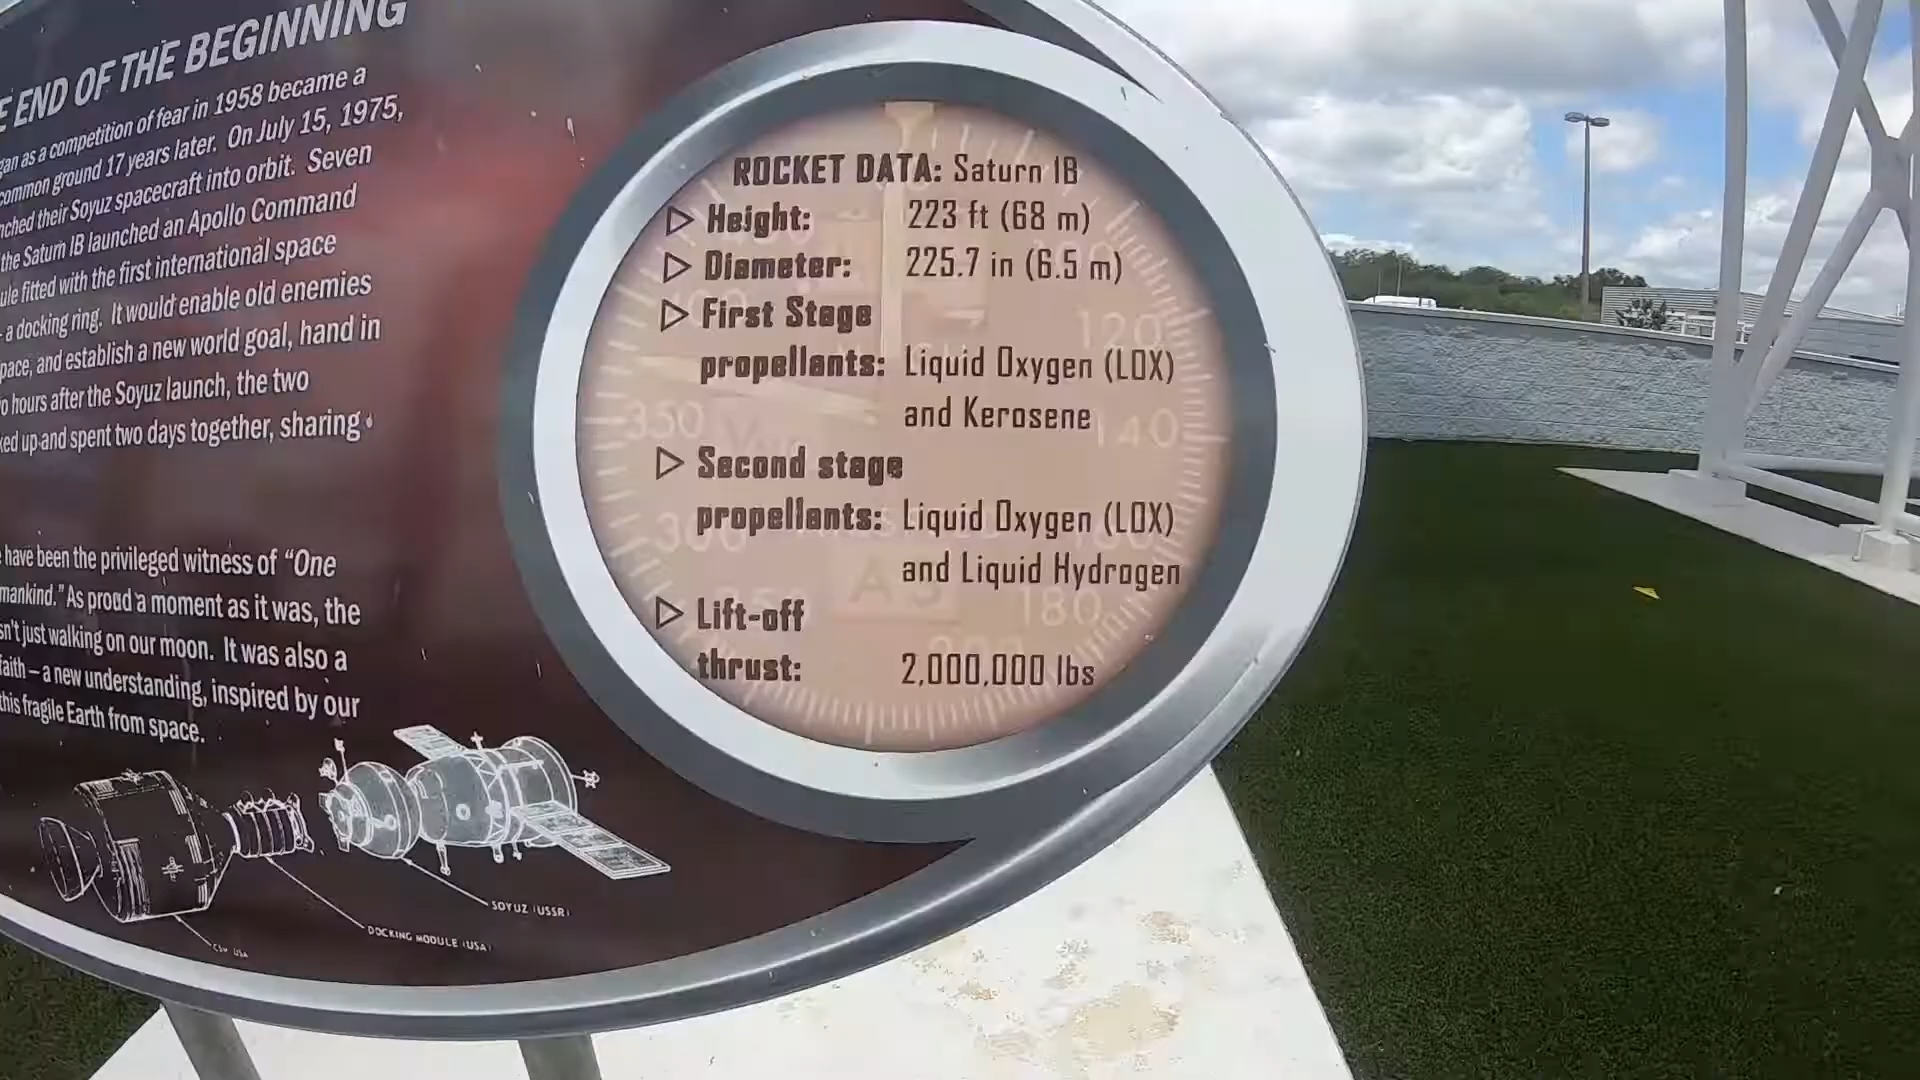 END OF THE BEGINNING
as a competition of fear in 1958 became a
common ground 17 years later. On July 15, 1975,
their Soyuz spacecraft into orbit. Seven
the Saturn IB launched an Apollo Command
fitted with the first international space
a docking ring. It would enable old enemies
and establish a new world goal, hand in
hours after the Soyuz launch, the two
up and spent two days together, sharing
have been the privileged witness of “One
mankind.” As proud a moment as it was, the
just walking on our moon. It was also a
faith – a new understanding, inspired by our
this fragile Earth from space.
CSM USA
DOCKING MODULE (USA)
SOYUZ (USSR)
ROCKET DATA: Saturn IB
Height: 223 ft (68 m)
Diameter: 225.7 in (6.5 m)
First Stage
propellants: Liquid Oxygen (LOX)
and Kerosene
Second stage
propellants: Liquid Oxygen (LOX)
and Liquid Hydrogen
Lift-off
thrust: 2,000,000 lbs
120
140
180
350
300